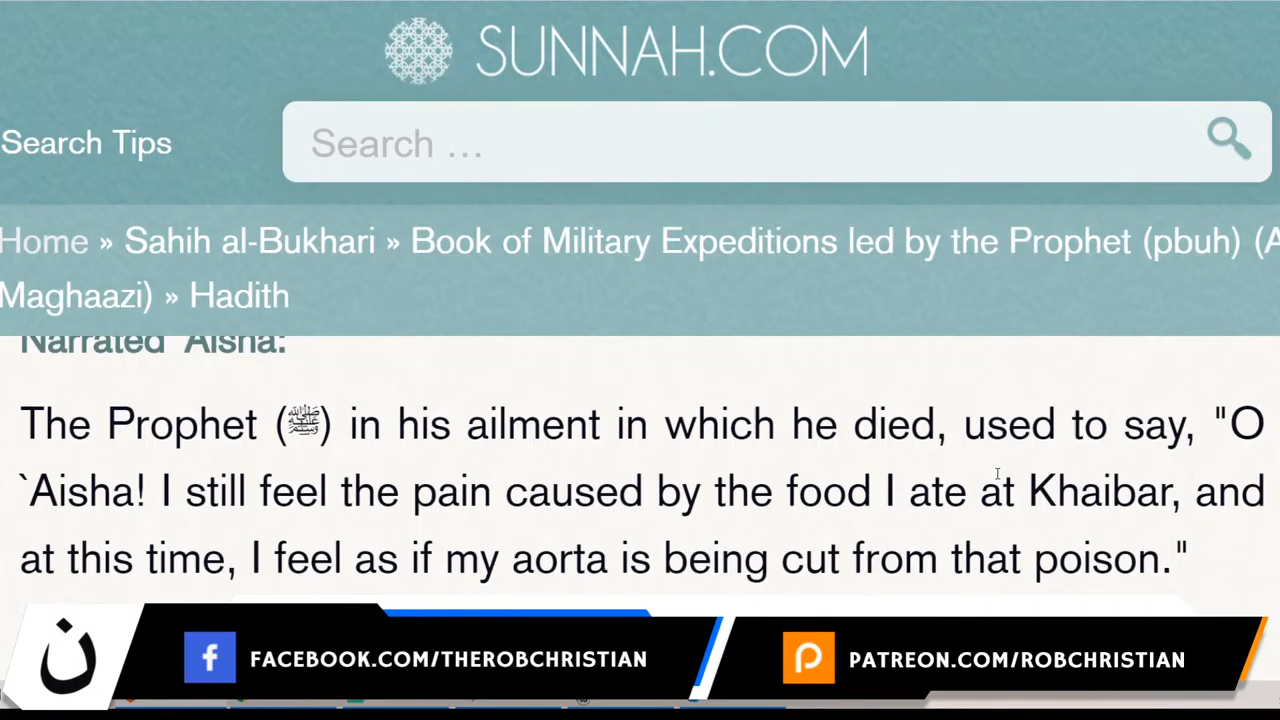 SUNNAH.COM
Search Tips
Search ...
Home » Sahih al-Bukhari » Book of Military Expeditions led by the Prophet (pbuh) (A
Maghaazi) » Hadith
Narrated `Aisha:
The Prophet (ﷺ) in his ailment in which he died, used to say, "O
`Aisha! I still feel the pain caused by the food I ate at Khaibar, and
at this time, I feel as if my aorta is being cut from that poison."
ن
FACEBOOK.COM/THEROBCHRISTIAN
PATREON.COM/ROBCHRISTIAN